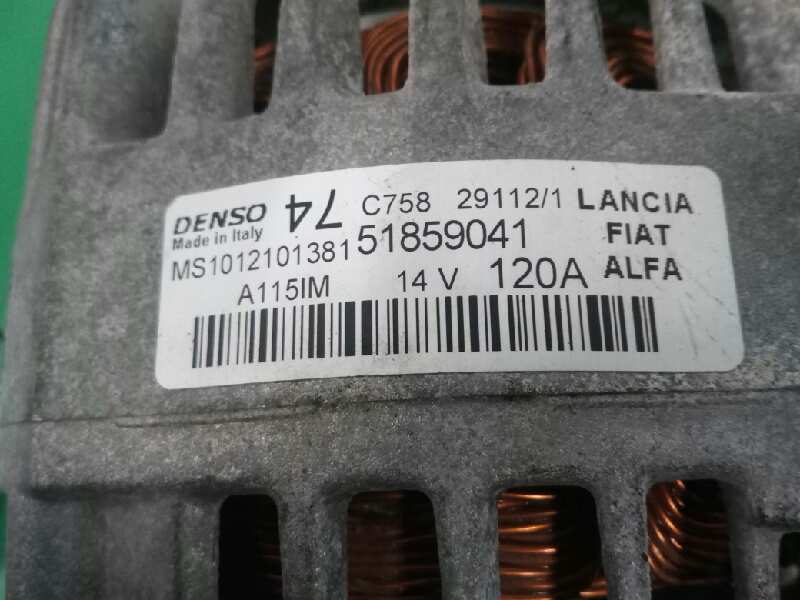 DENSO 74 C758 29112/1 LANCIA
Made in Italy 51859041 FIAT
MS1012101381 ALFA
A115IM 14 V 120A